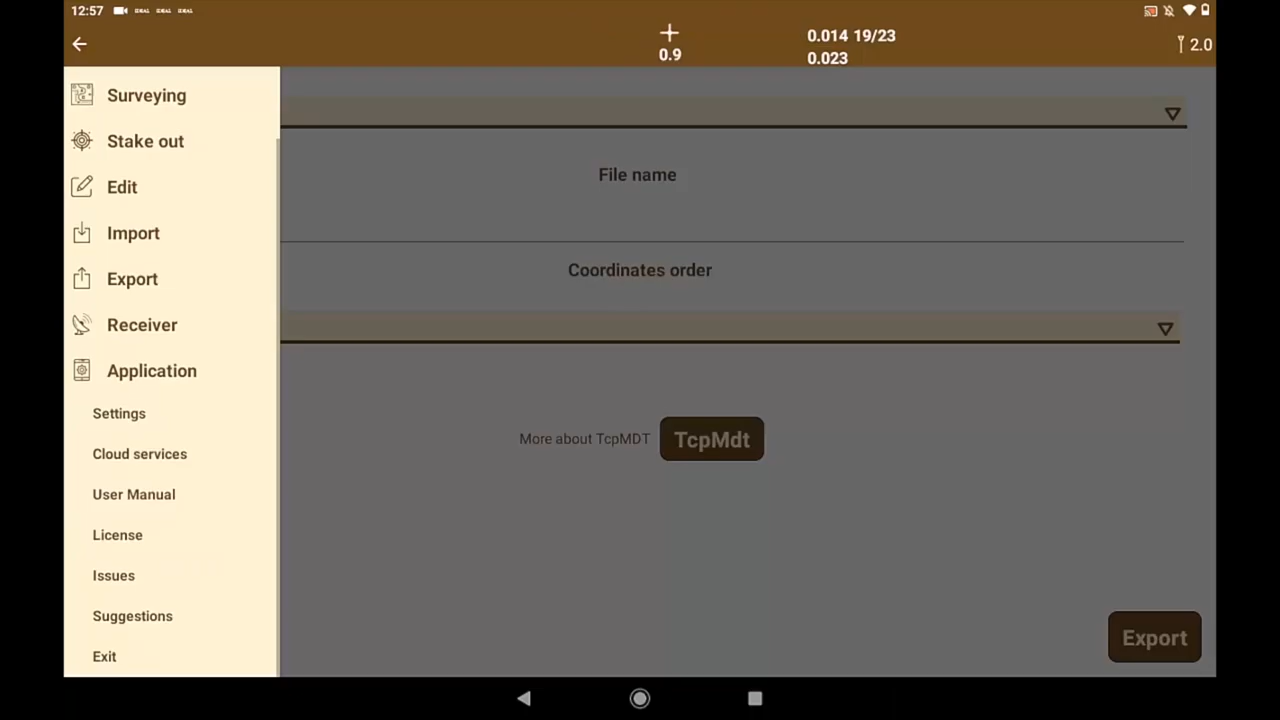 12:57
0.9
0.014 19/23
0.023
2.0
Surveying
Stake out
Edit
Import
Export
Receiver
Application
Settings
Cloud services
User Manual
License
Issues
Suggestions
Exit
File name
Coordinates order
More about TcpMDT
TcpMdt
Export